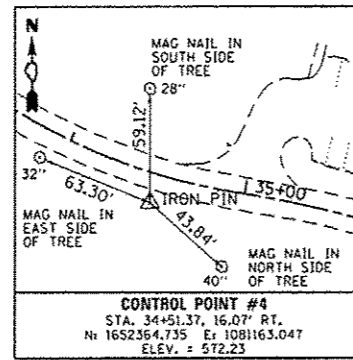 N
MAG NAIL IN
SOUTH SIDE
OF TREE
28"
59.12'
L
L35+00
32"
63.30'
IRON PIN
43.84'
MAG NAIL IN
EAST SIDE
OF TREE
MAG NAIL IN
NORTH SIDE
OF TREE
40"
CONTROL POINT #4
STA. 34+51.37, 16.07' RT.
N: 1652364.735 E: 1081163.047
ELEV. = 572.23